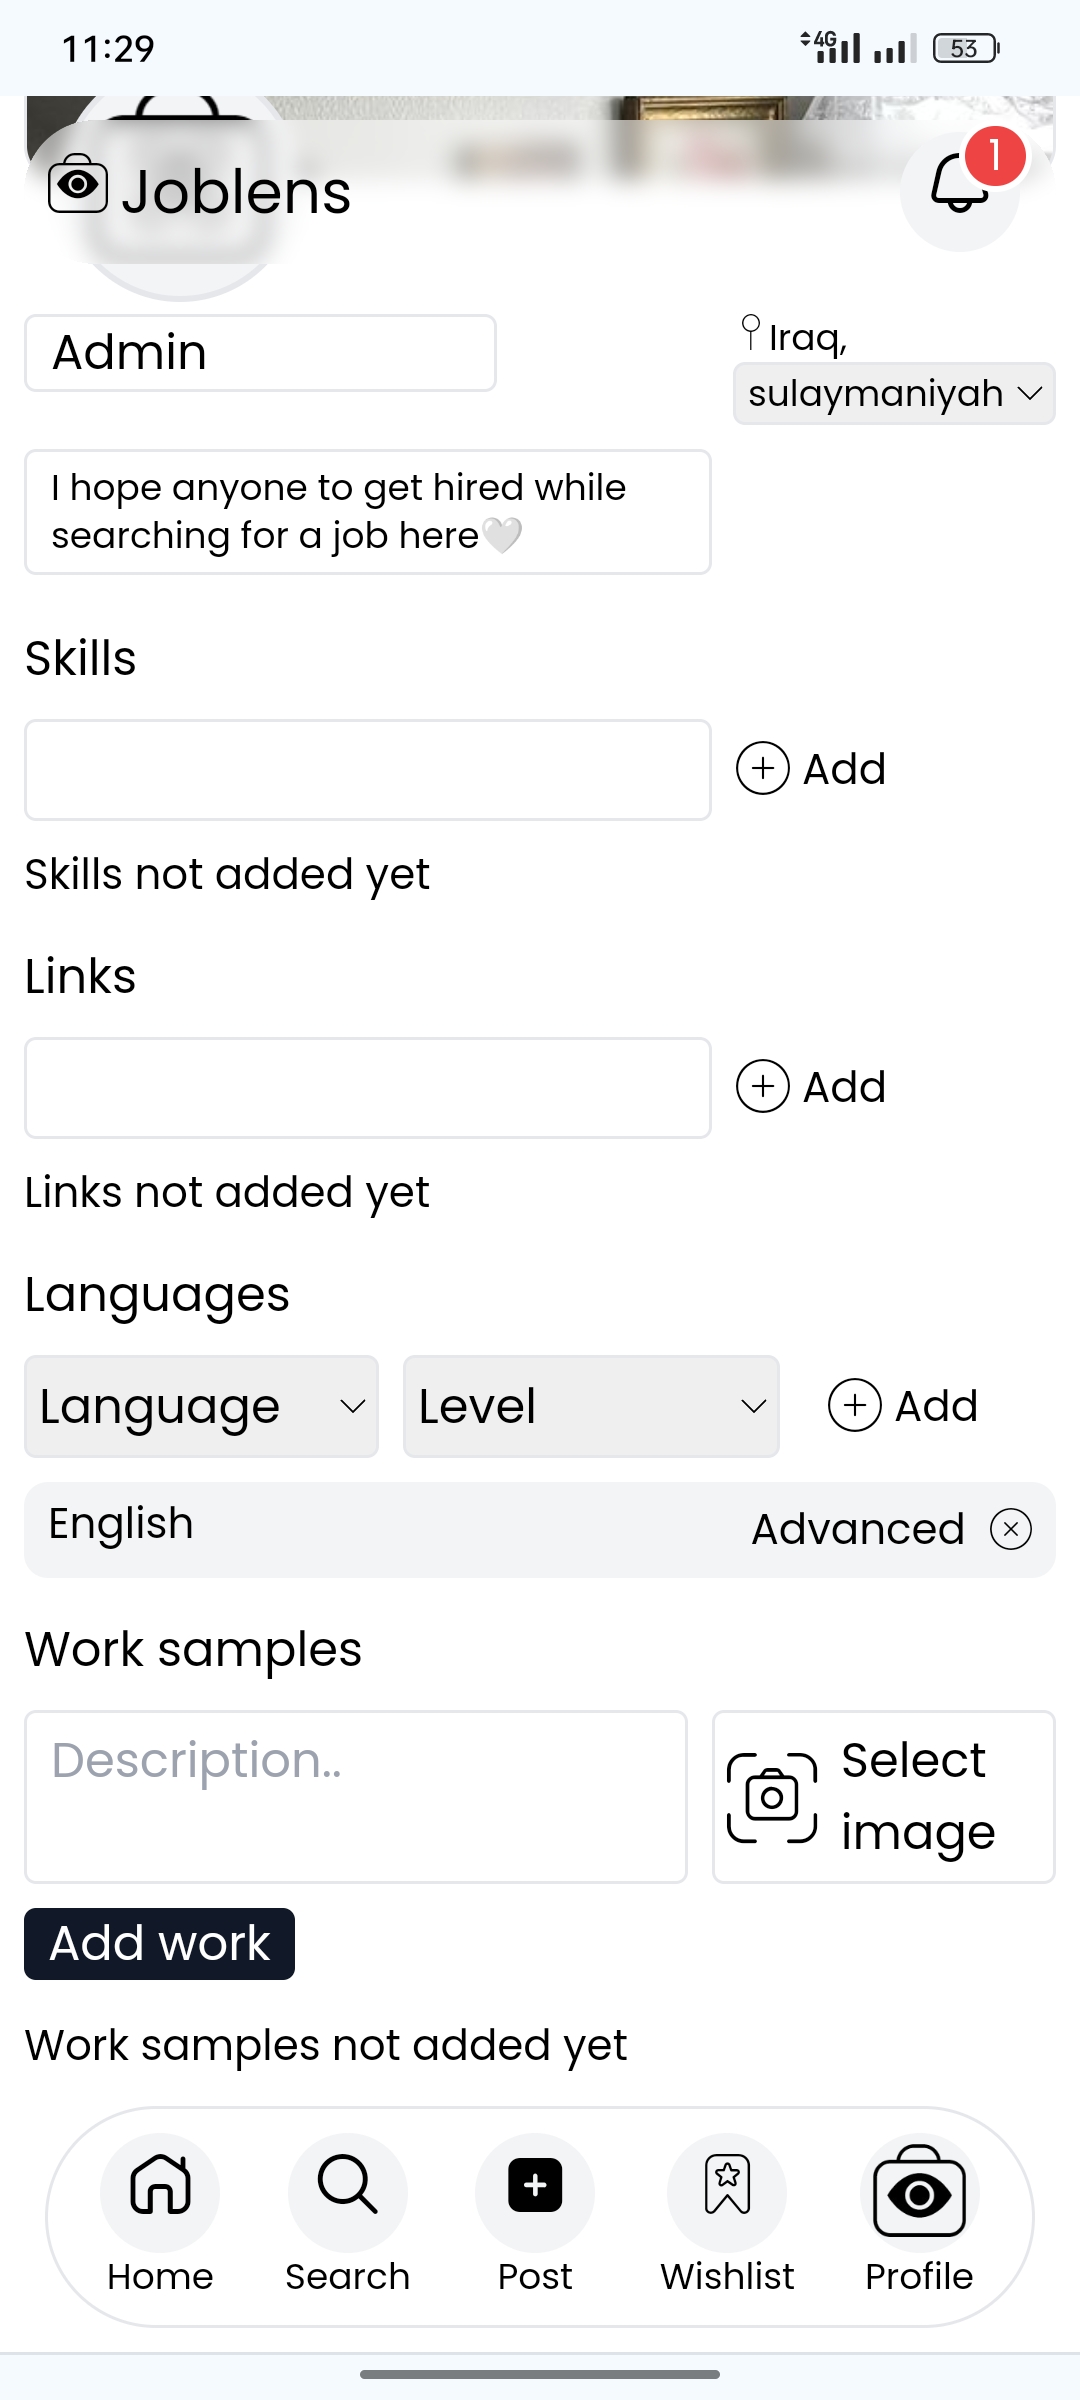 11:29
4G
53
Joblens
1
Admin
Iraq,
sulaymaniyah
I hope anyone to get hired while
searching for a job here🤍
Skills
Add
Skills not added yet
Links
Add
Links not added yet
Languages
Language
Level
Add
English
Advanced
Work samples
Description..
Select
image
Add work
Work samples not added yet
Home
Search
Post
Wishlist
Profile